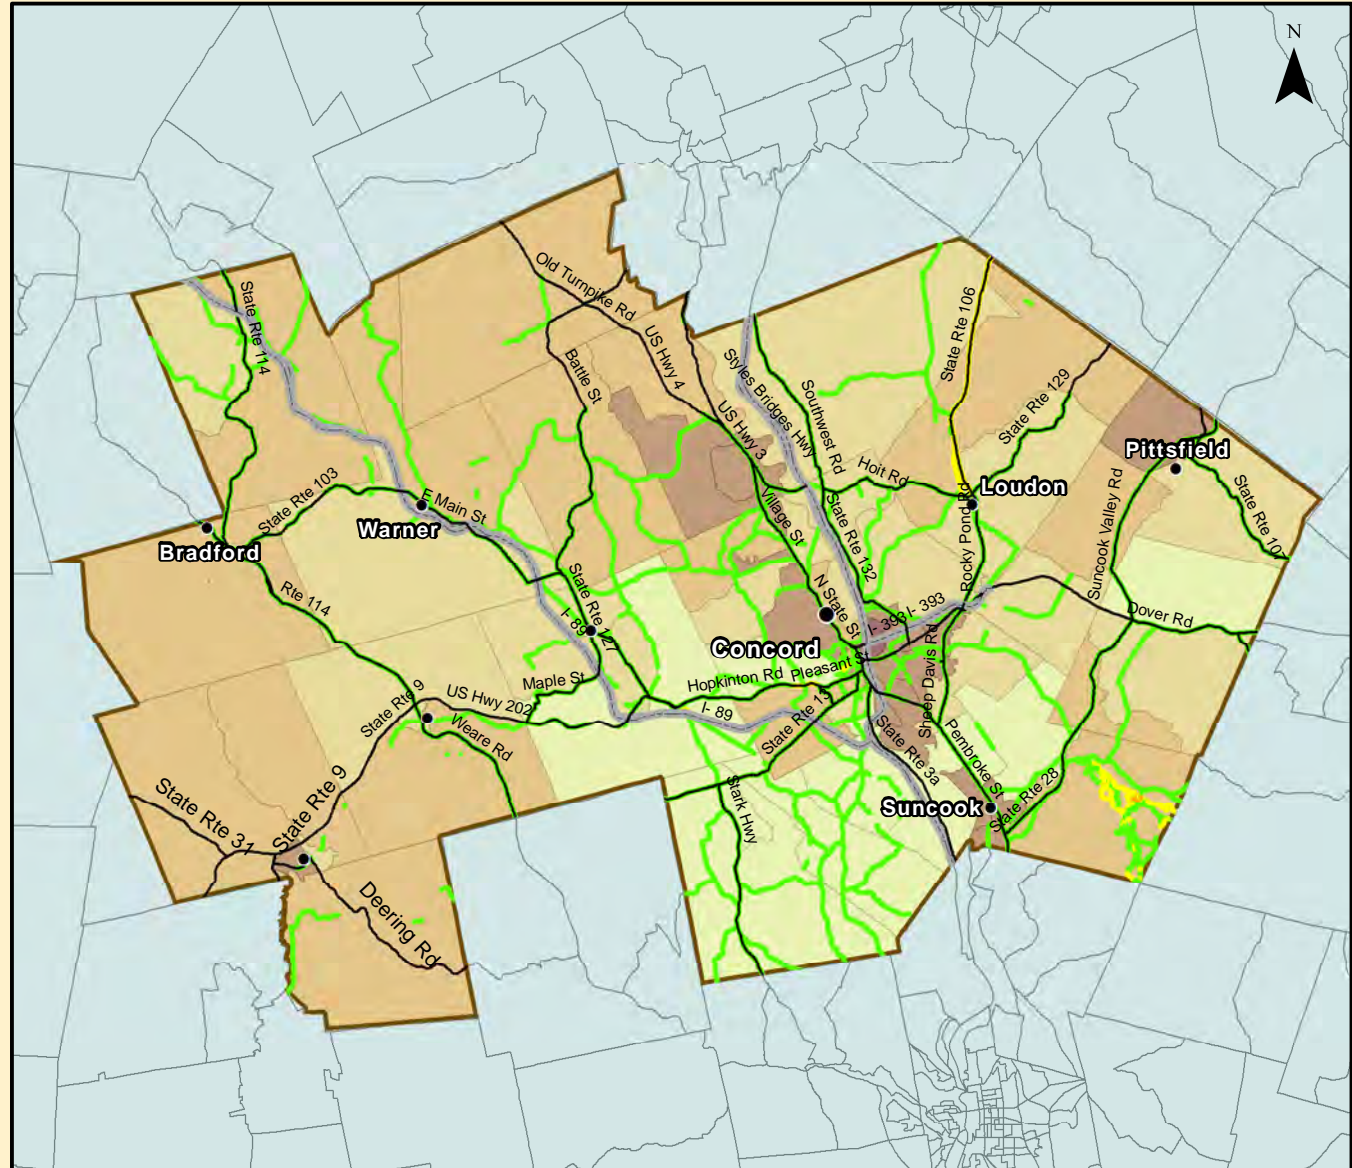 N
Old Turnpike Rd
State Rte 114
US Hwy 4
State Rte 106
Battle St
Styles Bridges Hwy
Southwest Rd
State Rte 129
US Hwy 3
Pittsfield
Hoit Rd
Loudon
State Rte 103
E Main St
Warner
Village St
State Rte 132
Rocky Pond Rd
Suncook Valley Rd
State Rte 107
Bradford
Rte 114
State Rte 127
I- 89
N State St
I- 393
I- 393
Dover Rd
Concord
Pleasant St
Hopkinton Rd
Sheep Davis Rd
Maple St
US Hwy 202
State Rte 9
Weare Rd
I- 89
State Rte 13
State Rte 3a
Pembroke St
State Rte 9
State Rte 31
Stark Hwy
Suncook
State Rte 28
Deering Rd